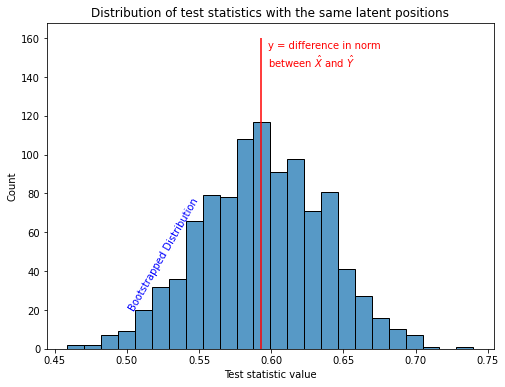 Distribution of test statistics with the same latent positions
160
140
120
100
80
60
40
20
0
Count
y = difference in norm
between X̂ and Ŷ
Bootstrapped Distribution
0.45 0.50 0.55 0.60 0.65 0.70 0.75
Test statistic value